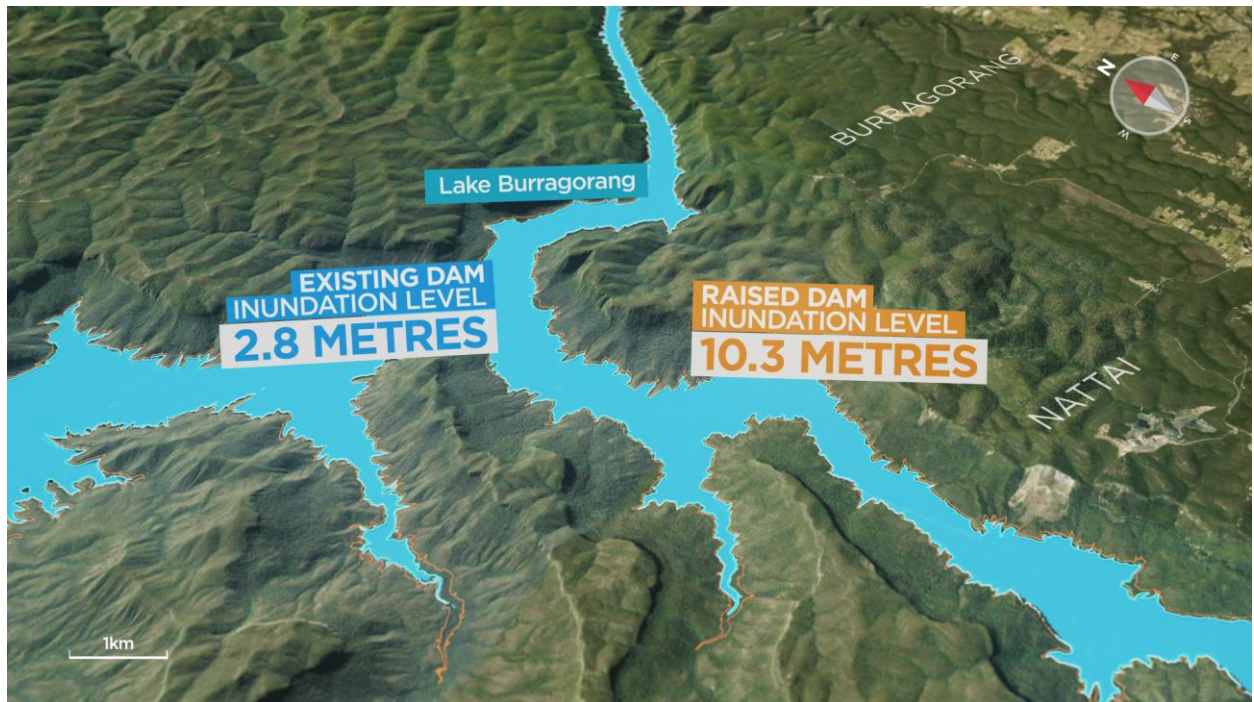 BURRAGORANG
N
E
S
W
Lake Burragorang
EXISTING DAM
INUNDATION LEVEL
2.8 METRES
RAISED DAM
INUNDATION LEVEL
10.3 METRES
NATTAI
1km